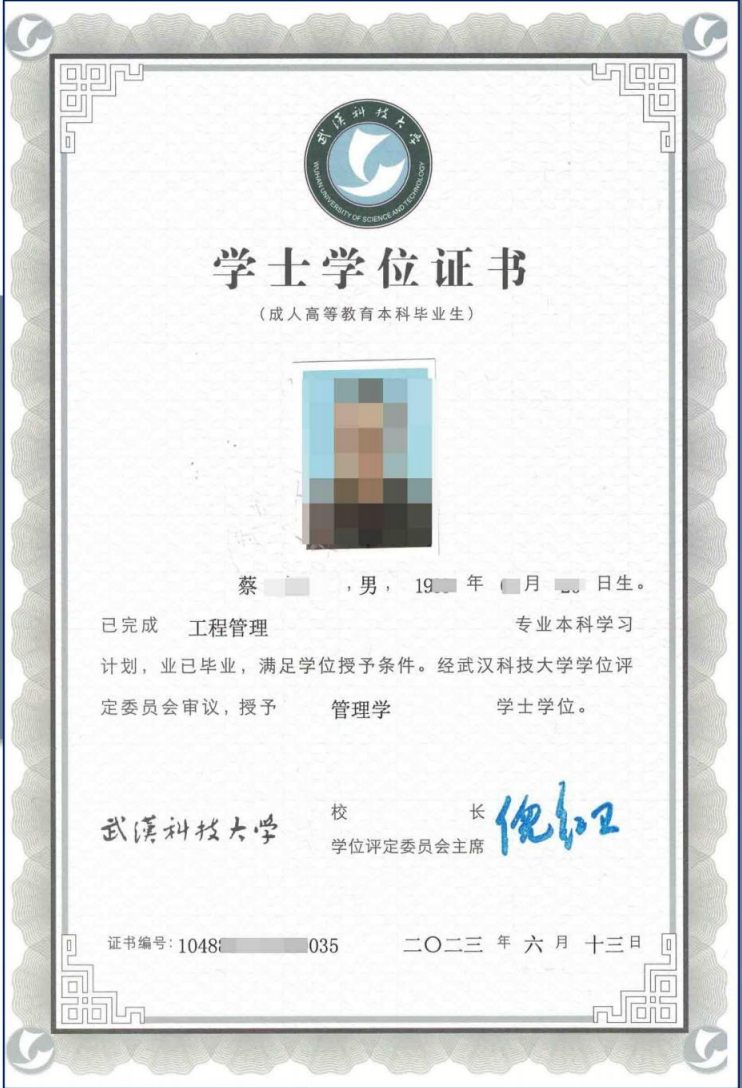 武漢科技大学
WUHAN UNIVERSITY OF SCIENCE AND TECHNOLOGY
学士学位证书
（成人高等教育本科毕业生）
蔡 ，男， 19 年 月 日生。
已完成 工程管理 专业本科学习
计划，业已毕业，满足学位授予条件。经武汉科技大学学位评
定委员会审议，授予 管理学 学士学位。
武漢科技大学
校 长
学位评定委员会主席
倪红卫
证书编号：1048 035 二〇二三 年 六 月 十三 日